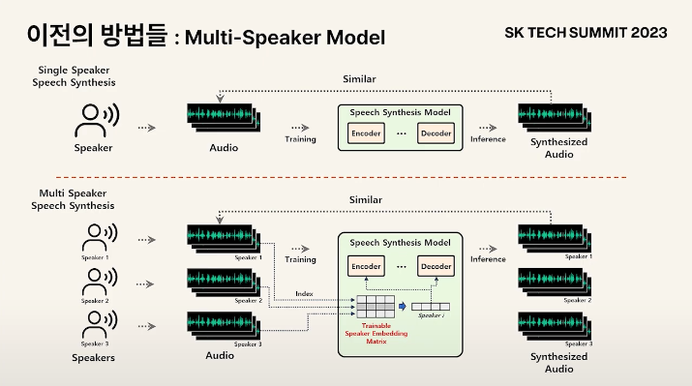 이전의 방법들 : Multi-Speaker Model
SK TECH SUMMIT 2023
Single Speaker
Speech Synthesis
Similar
Speech Synthesis Model
Encoder
...
Decoder
Speaker
Audio
Training
Inference
Synthesized
Audio
Multi Speaker
Speech Synthesis
Similar
Speaker 1
Speaker 1
Speech Synthesis Model
Speaker 1
Training
Encoder
...
Decoder
Inference
Speaker 2
Speaker 2
Index
Speaker 2
Speaker i
Trainable
Speaker Embedding
Matrix
Speaker 3
Speaker 3
Speaker 3
Speakers
Audio
Synthesized
Audio